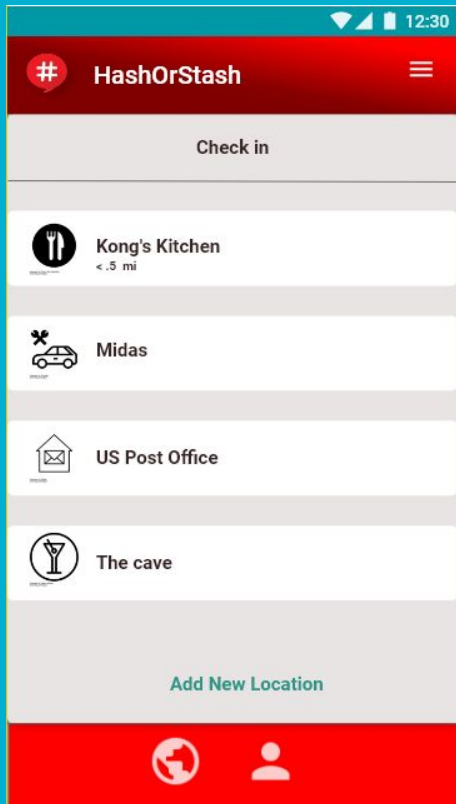 12:30
# HashOrStash
Check in
Kong's Kitchen
< .5 mi
Midas
US Post Office
The cave
Add New Location